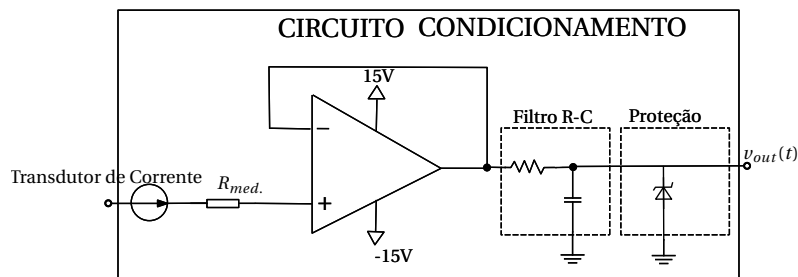 CIRCUITO CONDICIONAMENTO
15V
Filtro R-C
Proteção
v_out(t)
Transdutor de Corrente
R_med.
−
+
-15V